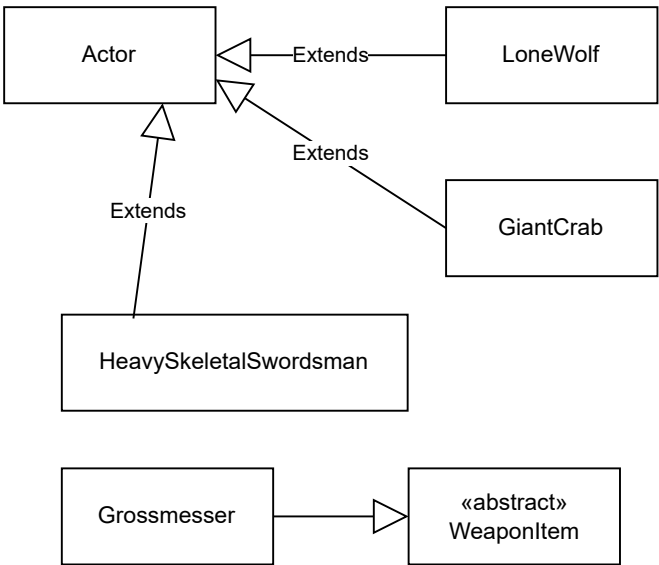 Actor
Extends
LoneWolf
Extends
Extends
GiantCrab
HeavySkeletalSwordsman
Grossmesser
«abstract»
WeaponItem